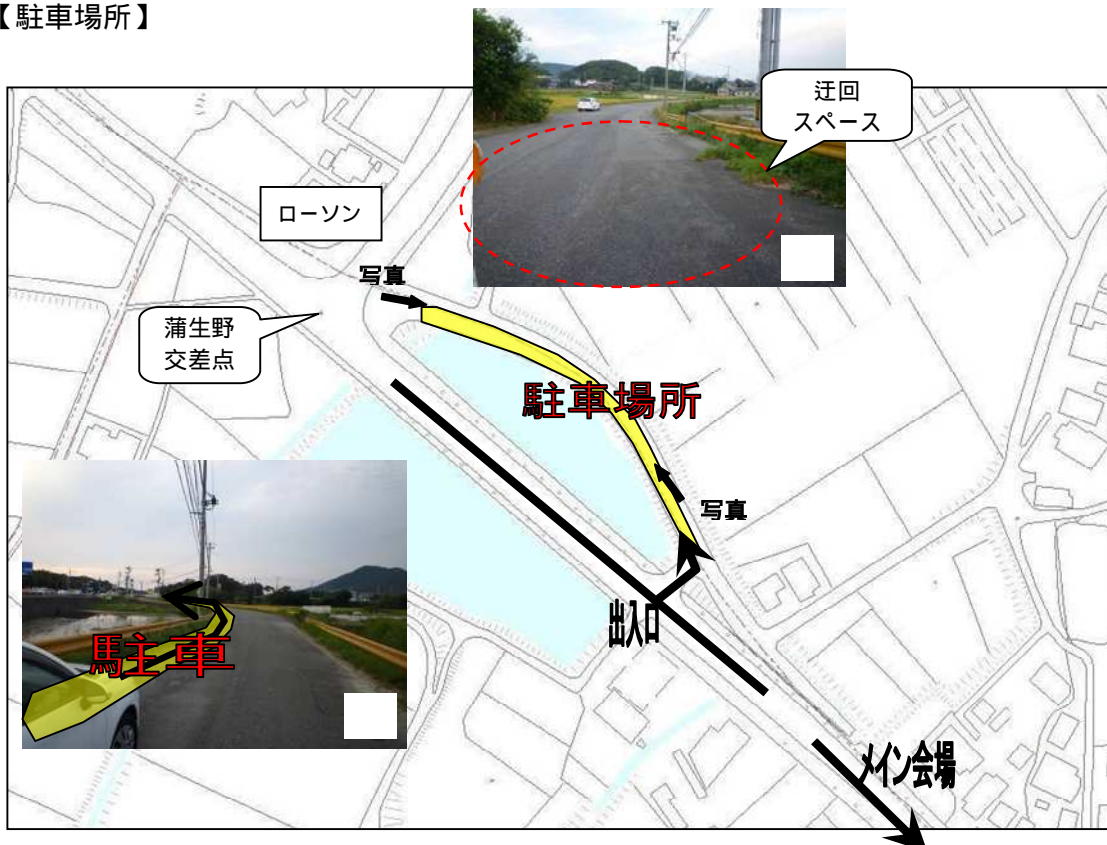 【駐車場所】
迂回
スペース
ローソン
写真
蒲生野
交差点
駐車場所
写真
出入口
駐車
メイン会場